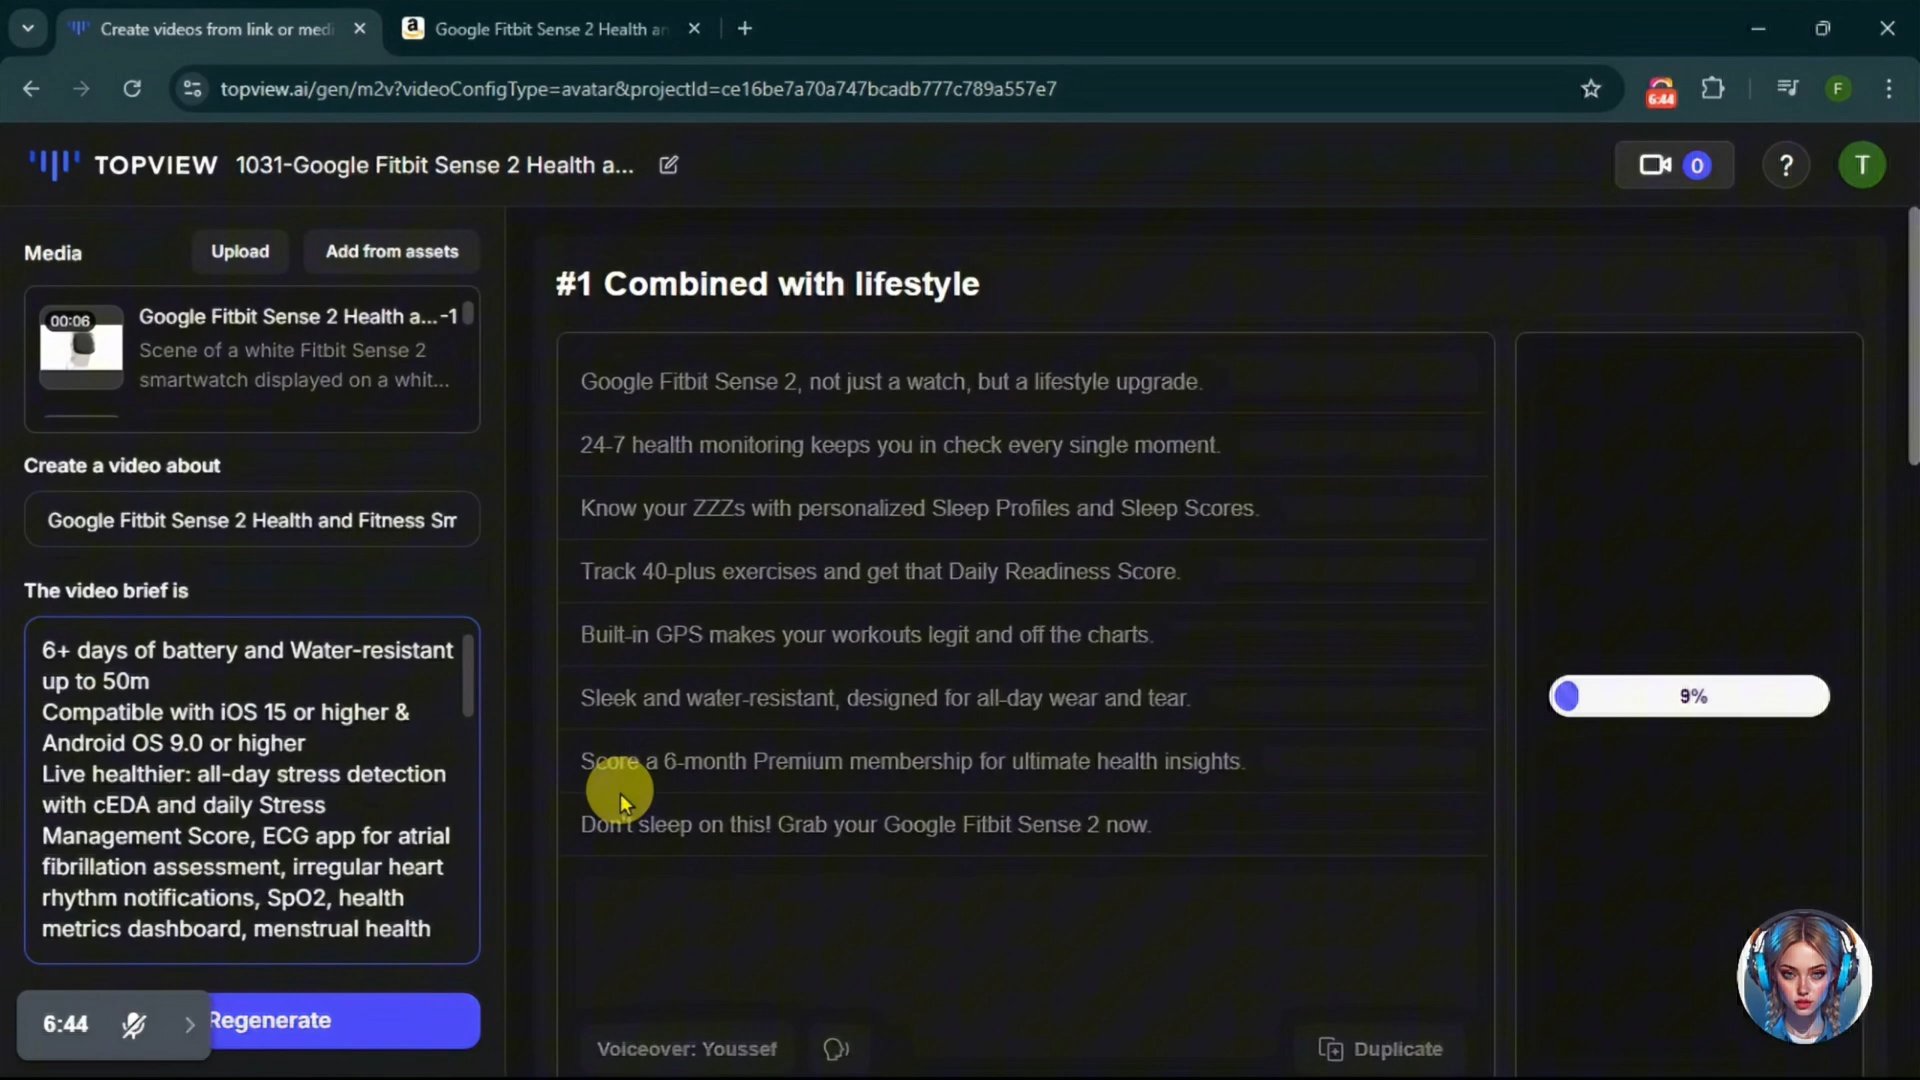 Create videos from link or medi
Google Fitbit Sense 2 Health an
topview.ai/gen/m2v?videoConfigType=avatar&projectId=ce16be7a70a747bcadb777c789a557e7
6:44
F
TOPVIEW
1031-Google Fitbit Sense 2 Health a...
0
?
T
Media
Upload
Add from assets
00:06
Google Fitbit Sense 2 Health a...-1
Scene of a white Fitbit Sense 2
smartwatch displayed on a whit...
Create a video about
Google Fitbit Sense 2 Health and Fitness Sm
The video brief is
6+ days of battery and Water-resistant
up to 50m
Compatible with iOS 15 or higher &
Android OS 9.0 or higher
Live healthier: all-day stress detection
with cEDA and daily Stress
Management Score, ECG app for atrial
fibrillation assessment, irregular heart
rhythm notifications, SpO2, health
metrics dashboard, menstrual health
6:44
Regenerate
#1 Combined with lifestyle
Google Fitbit Sense 2, not just a watch, but a lifestyle upgrade.
24-7 health monitoring keeps you in check every single moment.
Know your ZZZs with personalized Sleep Profiles and Sleep Scores.
Track 40-plus exercises and get that Daily Readiness Score.
Built-in GPS makes your workouts legit and off the charts.
Sleek and water-resistant, designed for all-day wear and tear.
Score a 6-month Premium membership for ultimate health insights.
Don't sleep on this! Grab your Google Fitbit Sense 2 now.
Voiceover: Youssef
Duplicate
9%